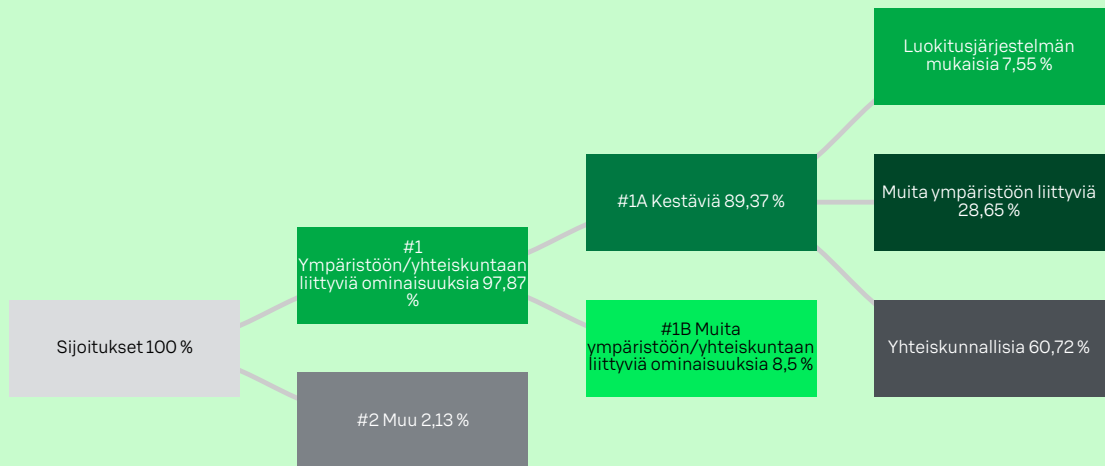 Luokitusjärjestelmän
mukaisia 7,55 %
#1A Kestäviä 89,37 %
Muita ympäristöön liittyviä
28,65 %
#1
Ympäristöön/yhteiskuntaan
liittyviä ominaisuuksia 97,87
%
Sijoitukset 100 %
#1B Muita
ympäristöön/yhteiskuntaan
liittyviä ominaisuuksia 8,5 %
Yhteiskunnallisia 60,72 %
#2 Muu 2,13 %